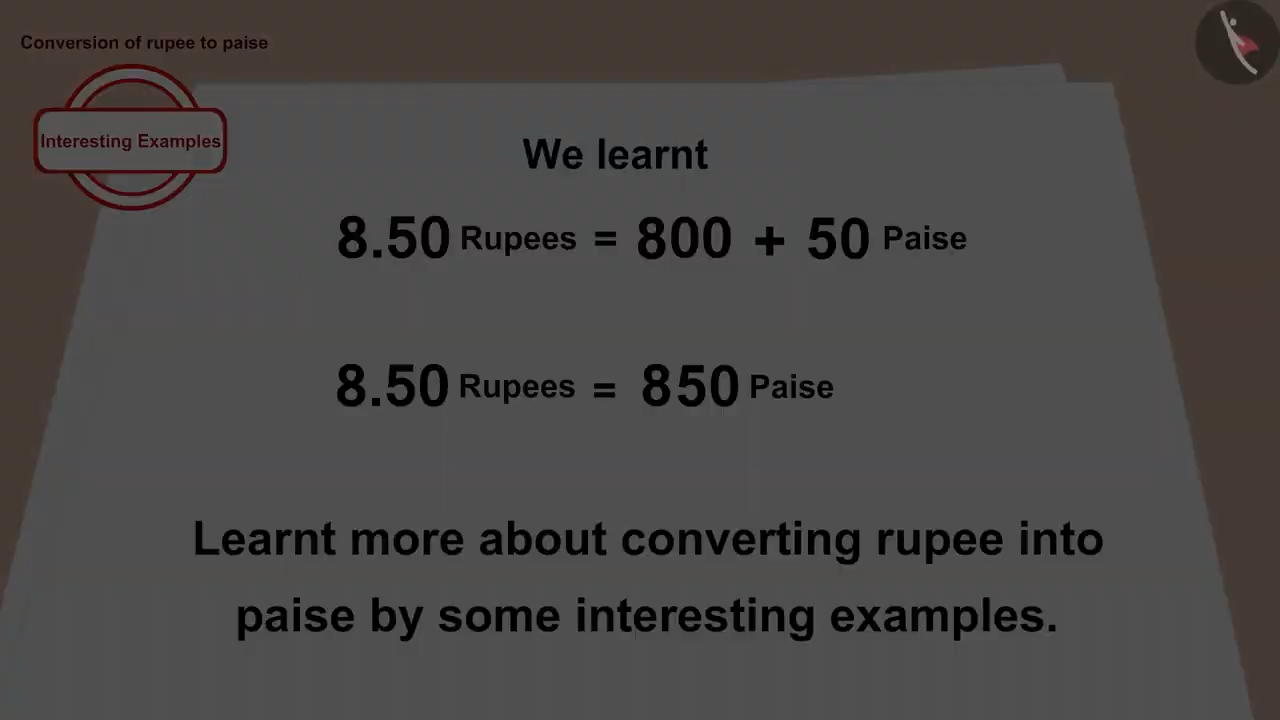 Conversion of rupee to paise
Interesting Examples
We learnt
8.50 Rupees = 800 + 50 Paise
8.50 Rupees = 850 Paise
Learnt more about converting rupee into
paise by some interesting examples.